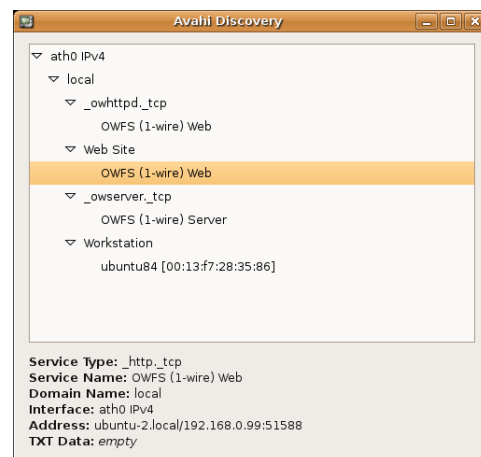 Avahi Discovery
ath0 IPv4
local
_owhttpd._tcp
OWFS (1-wire) Web
Web Site
OWFS (1-wire) Web
_owserver._tcp
OWFS (1-wire) Server
Workstation
ubuntu84 [00:13:f7:28:35:86]
Service Type: _http._tcp
Service Name: OWFS (1-wire) Web
Domain Name: local
Interface: ath0 IPv4
Address: ubuntu-2.local/192.168.0.99:51588
TXT Data: empty